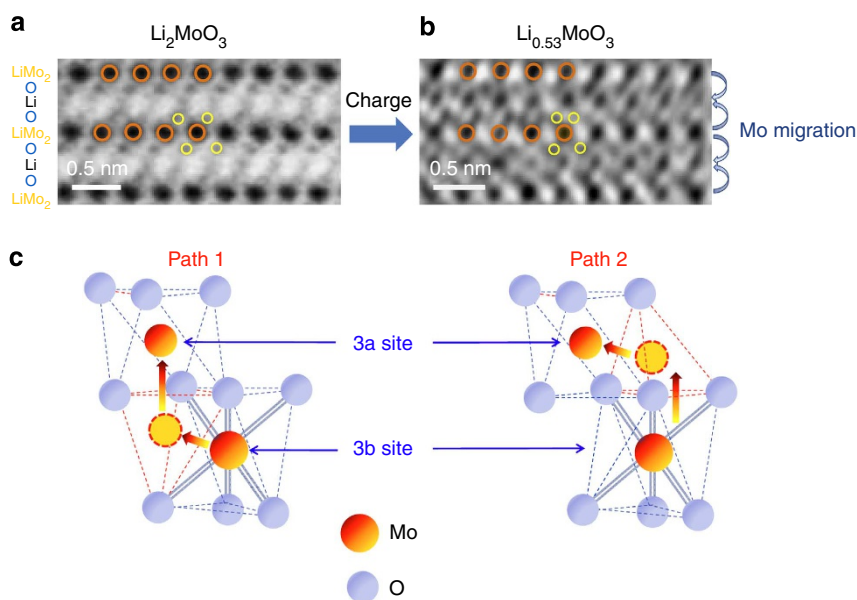 a
Li2MoO3
b
Li0.53MoO3
LiMo2
O
Li
O
LiMo2
O
Li
O
LiMo2
0.5 nm
Charge
0.5 nm
Mo migration
c
Path 1
Path 2
3a site
3b site
Mo
O